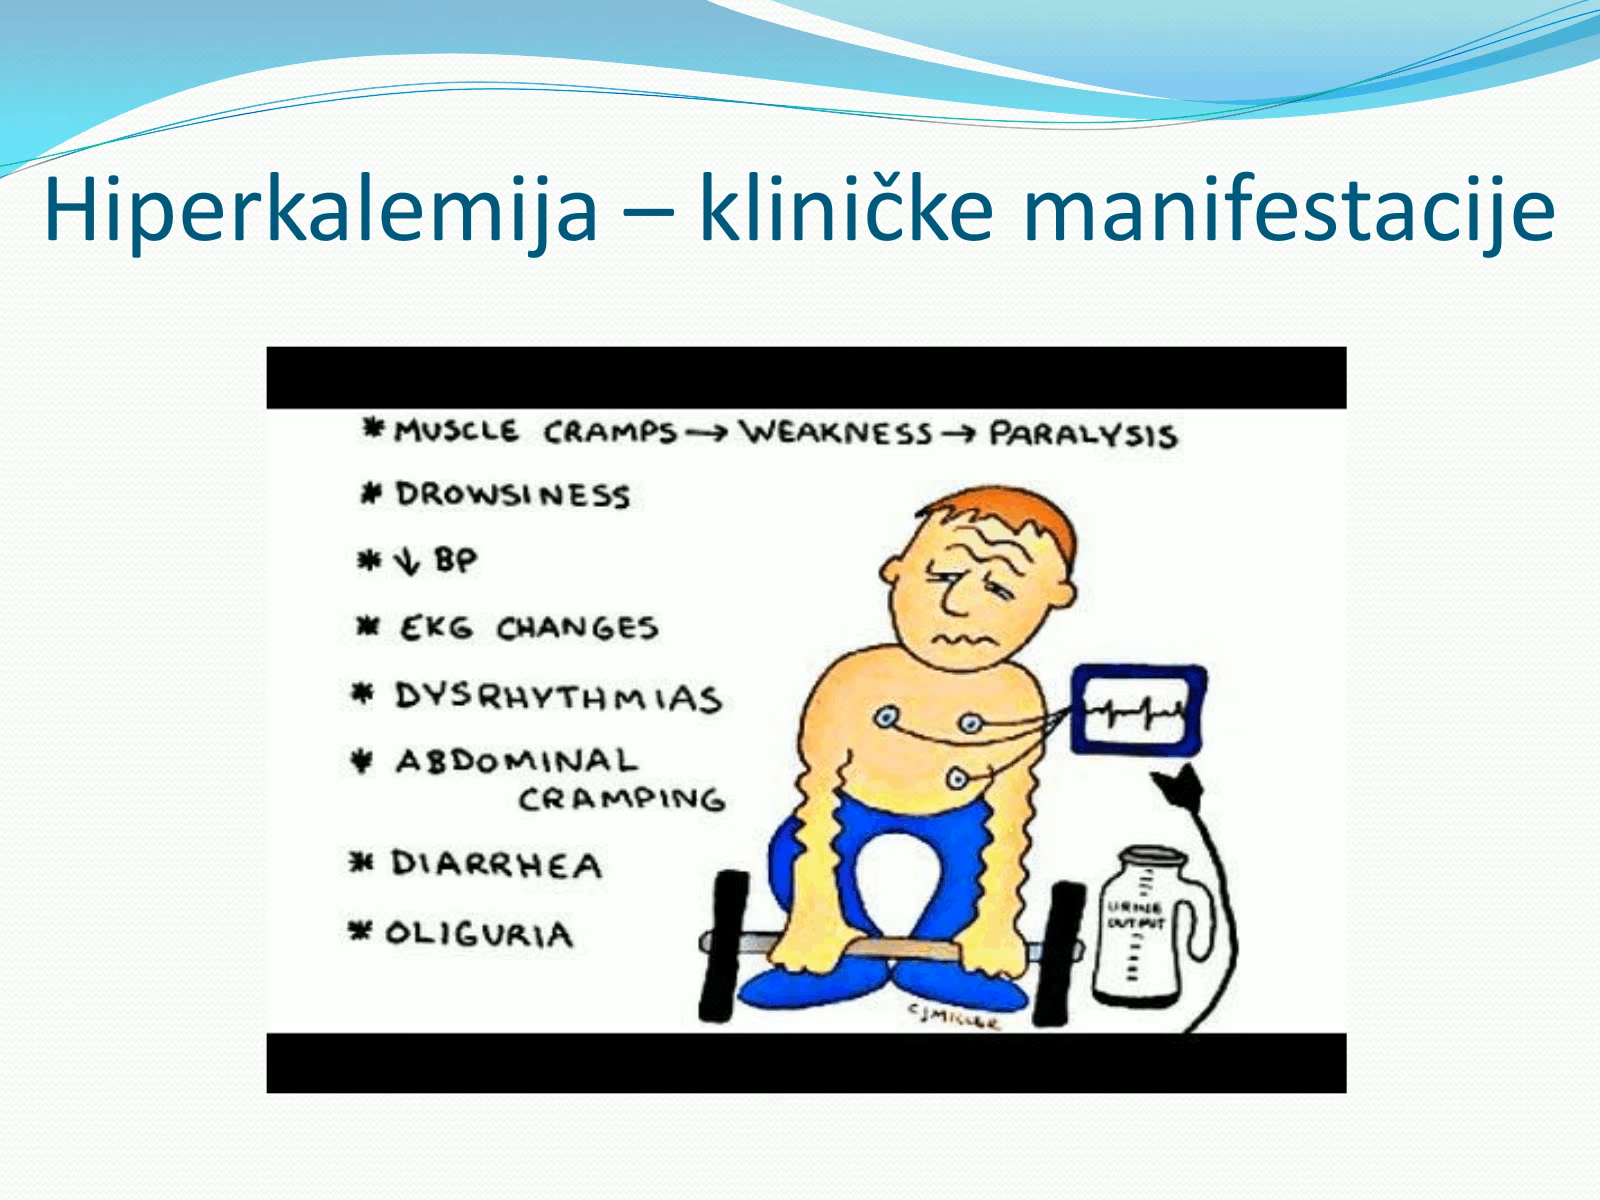 Hiperkalemija – kliničke manifestacije
* MUSCLE CRAMPS → WEAKNESS → PARALYSIS
* DROWSINESS
* ↓ BP
* EKG CHANGES
* DYSRHYTHMIAS
* ABDOMINAL
CRAMPING
* DIARRHEA
* OLIGURIA
URINE
OUTPUT
CJMILLER